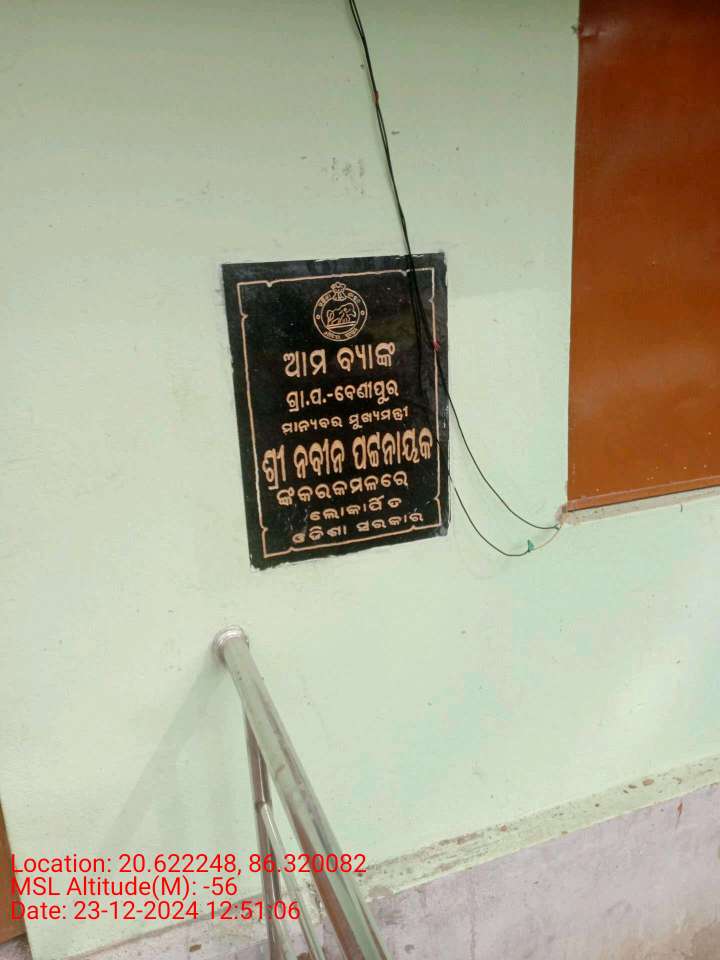 ଆମ ବ୍ୟାଙ୍କ
ଗ୍ରା.ପ.-ବେଣୀପୁର
ମାନ୍ୟବର ମୁଖ୍ୟମନ୍ତ୍ରୀ
ଶ୍ରୀ ନବୀନ ପଟ୍ଟନାୟକ
ଙ୍କ କରକମଳରେ
ଲୋକାର୍ପିତ
ଓଡିଶା ସରକାର
Location: 20.622248, 86.320082
MSL Altitude(M): -56
Date: 23-12-2024 12:51:06